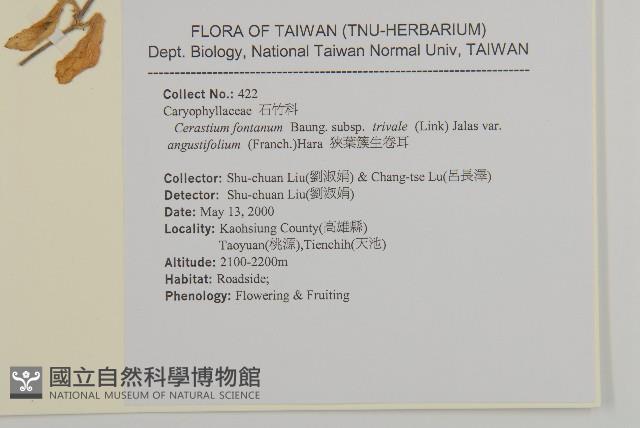 FLORA OF TAIWAN (TNU-HERBARIUM)
Dept. Biology, National Taiwan Normal Univ, TAIWAN
Collect No.: 422
Caryophyllaceae 石竹科
Cerastium fontanum Baung. subsp. trivale (Link) Jalas var.
angustifolium (Franch.)Hara 狹葉簇生卷耳
Collector: Shu-chuan Liu(劉淑娟) & Chang-tse Lu(呂長澤)
Detector: Shu-chuan Liu(劉淑娟)
Date: May 13, 2000
Locality: Kaohsiung County(高雄縣)
Taoyuan(桃源),Tienchih(天池)
Altitude: 2100-2200m
Habitat: Roadside;
Phenology: Flowering & Fruiting
國立自然科學博物館
NATIONAL MUSEUM OF NATURAL SCIENCE